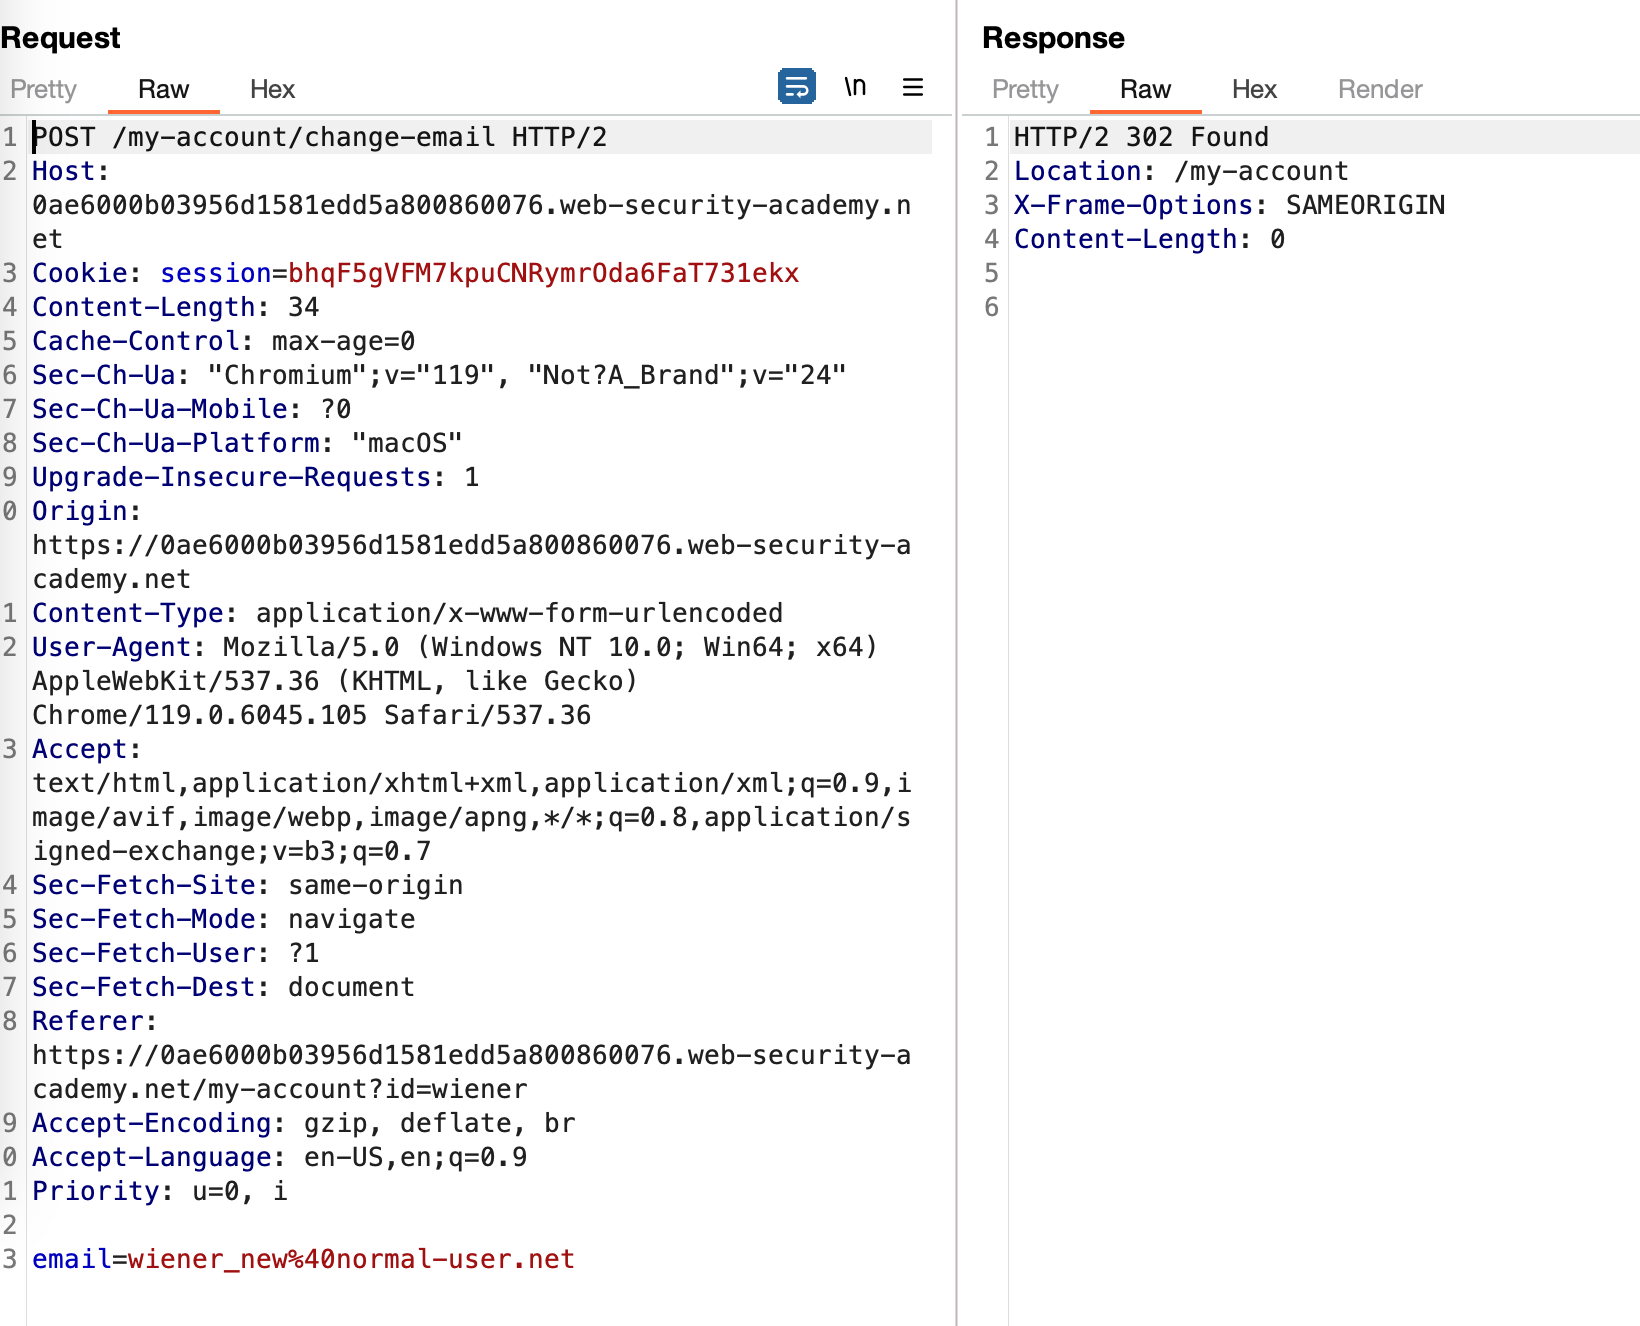 Request
Pretty Raw Hex \n
1 POST /my-account/change-email HTTP/2
2 Host:
0ae6000b03956d1581edd5a800860076.web-security-academy.n
et
3 Cookie: session=bhqF5gVFM7kpuCNRymrOda6FaT731ekx
4 Content-Length: 34
5 Cache-Control: max-age=0
6 Sec-Ch-Ua: "Chromium";v="119", "Not?A_Brand";v="24"
7 Sec-Ch-Ua-Mobile: ?0
8 Sec-Ch-Ua-Platform: "macOS"
9 Upgrade-Insecure-Requests: 1
0 Origin:
https://0ae6000b03956d1581edd5a800860076.web-security-a
cademy.net
1 Content-Type: application/x-www-form-urlencoded
2 User-Agent: Mozilla/5.0 (Windows NT 10.0; Win64; x64)
AppleWebKit/537.36 (KHTML, like Gecko)
Chrome/119.0.6045.105 Safari/537.36
3 Accept:
text/html,application/xhtml+xml,application/xml;q=0.9,i
mage/avif,image/webp,image/apng,*/*;q=0.8,application/s
igned-exchange;v=b3;q=0.7
4 Sec-Fetch-Site: same-origin
5 Sec-Fetch-Mode: navigate
6 Sec-Fetch-User: ?1
7 Sec-Fetch-Dest: document
8 Referer:
https://0ae6000b03956d1581edd5a800860076.web-security-a
cademy.net/my-account?id=wiener
9 Accept-Encoding: gzip, deflate, br
0 Accept-Language: en-US,en;q=0.9
1 Priority: u=0, i
2
3 email=wiener_new%40normal-user.net
Response
Pretty Raw Hex Render
1 HTTP/2 302 Found
2 Location: /my-account
3 X-Frame-Options: SAMEORIGIN
4 Content-Length: 0
5
6